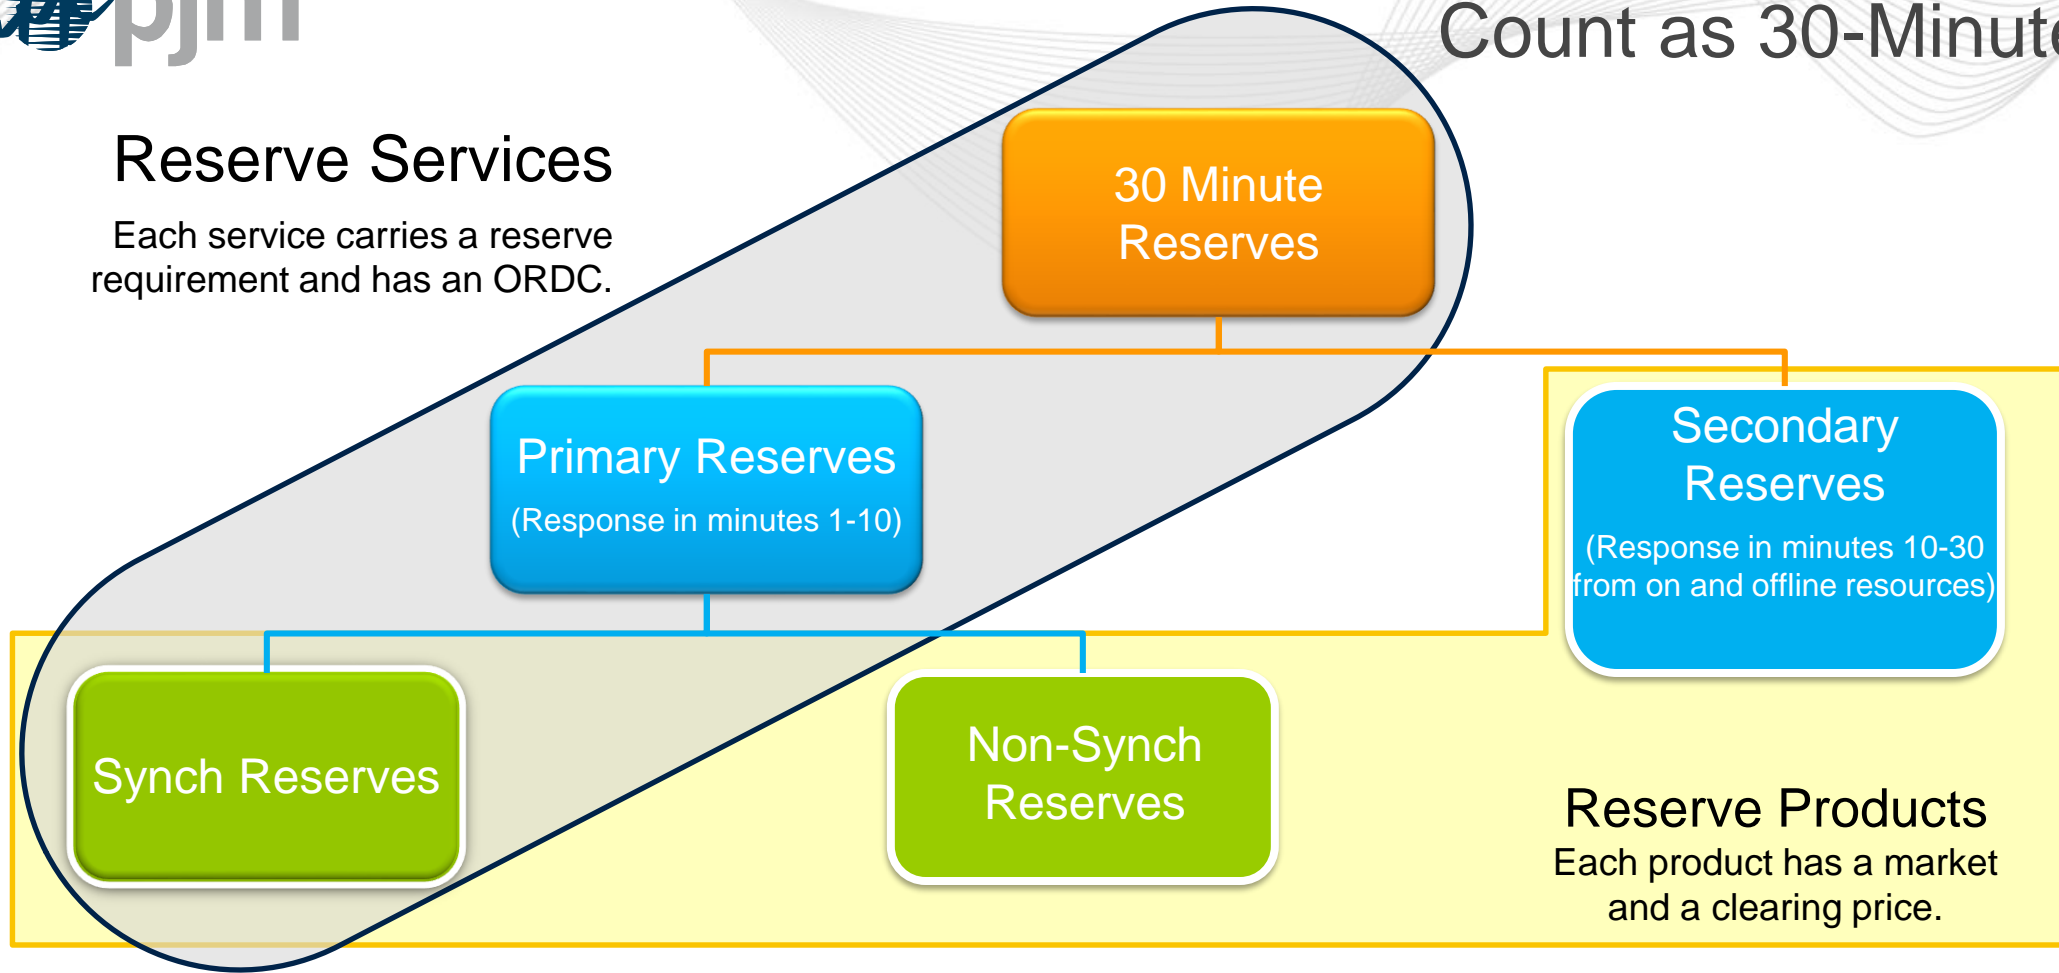 pjm
Count as 30-Minute
Reserve Services
Each service carries a reserve
requirement and has an ORDC.
30 Minute
Reserves
Primary Reserves
(Response in minutes 1-10)
Secondary
Reserves
(Response in minutes 10-30
from on and offline resources)
Synch Reserves
Non-Synch
Reserves
Reserve Products
Each product has a market
and a clearing price.